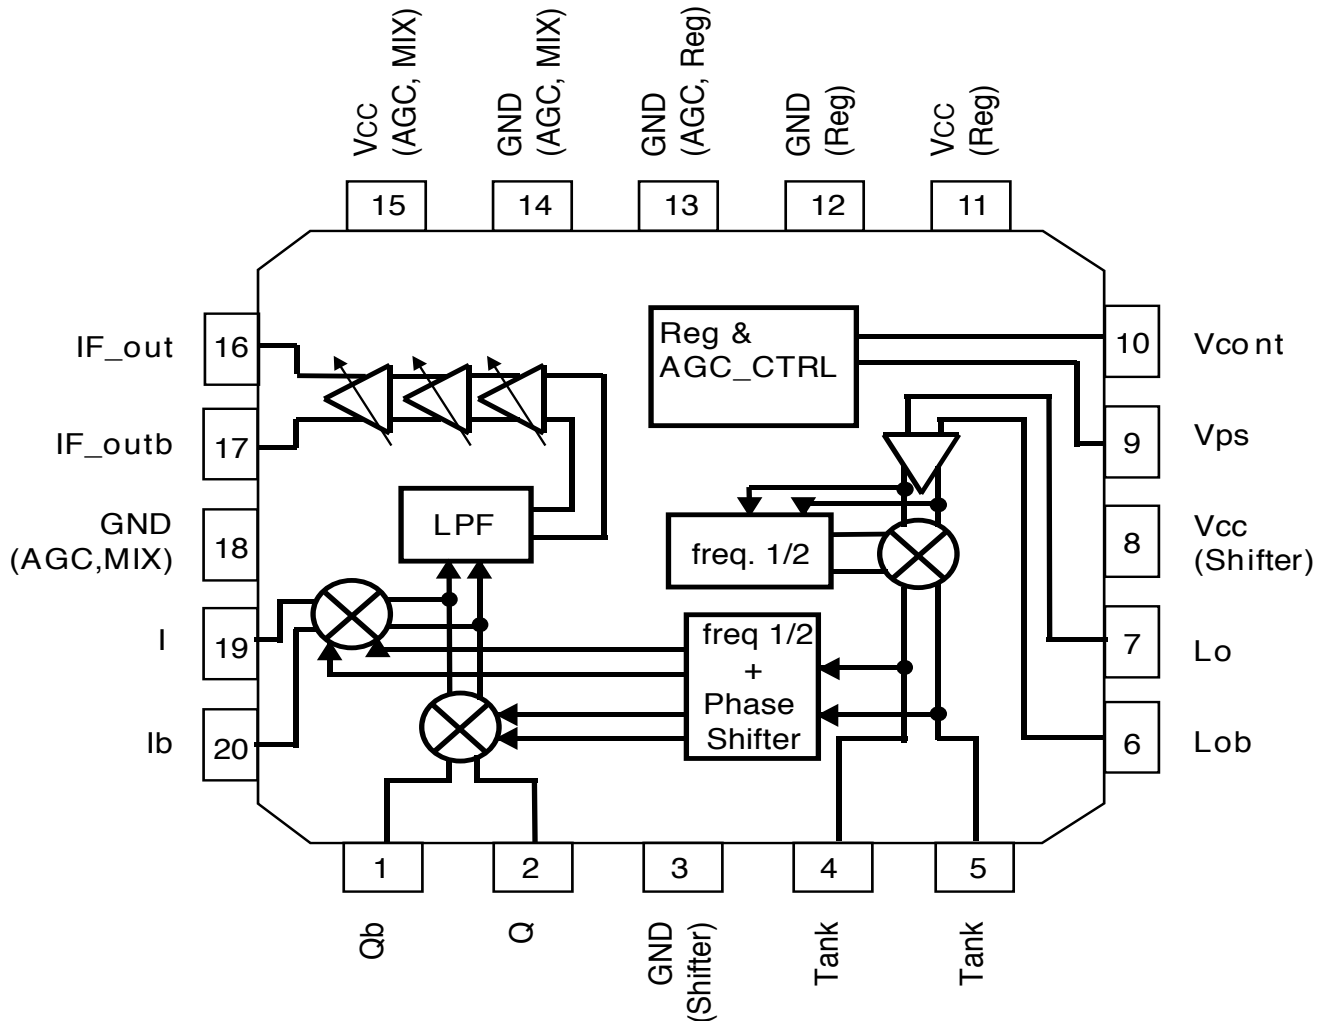 VCC
(AGC, MIX)
GND
(AGC, MIX)
GND
(AGC, Reg)
GND
(Reg)
VCC
(Reg)
15
14
13
12
11
IF_out
16
Reg &
AGC_CTRL
10
Vcont
IF_outb
17
9
Vps
GND
(AGC,MIX)
18
LPF
freq. 1/2
8
Vcc
(Shifter)
I
19
freq 1/2
+
Phase
Shifter
7
Lo
Ib
20
6
Lob
1
2
3
4
5
Qb
Q
GND
(Shifter)
Tank
Tank